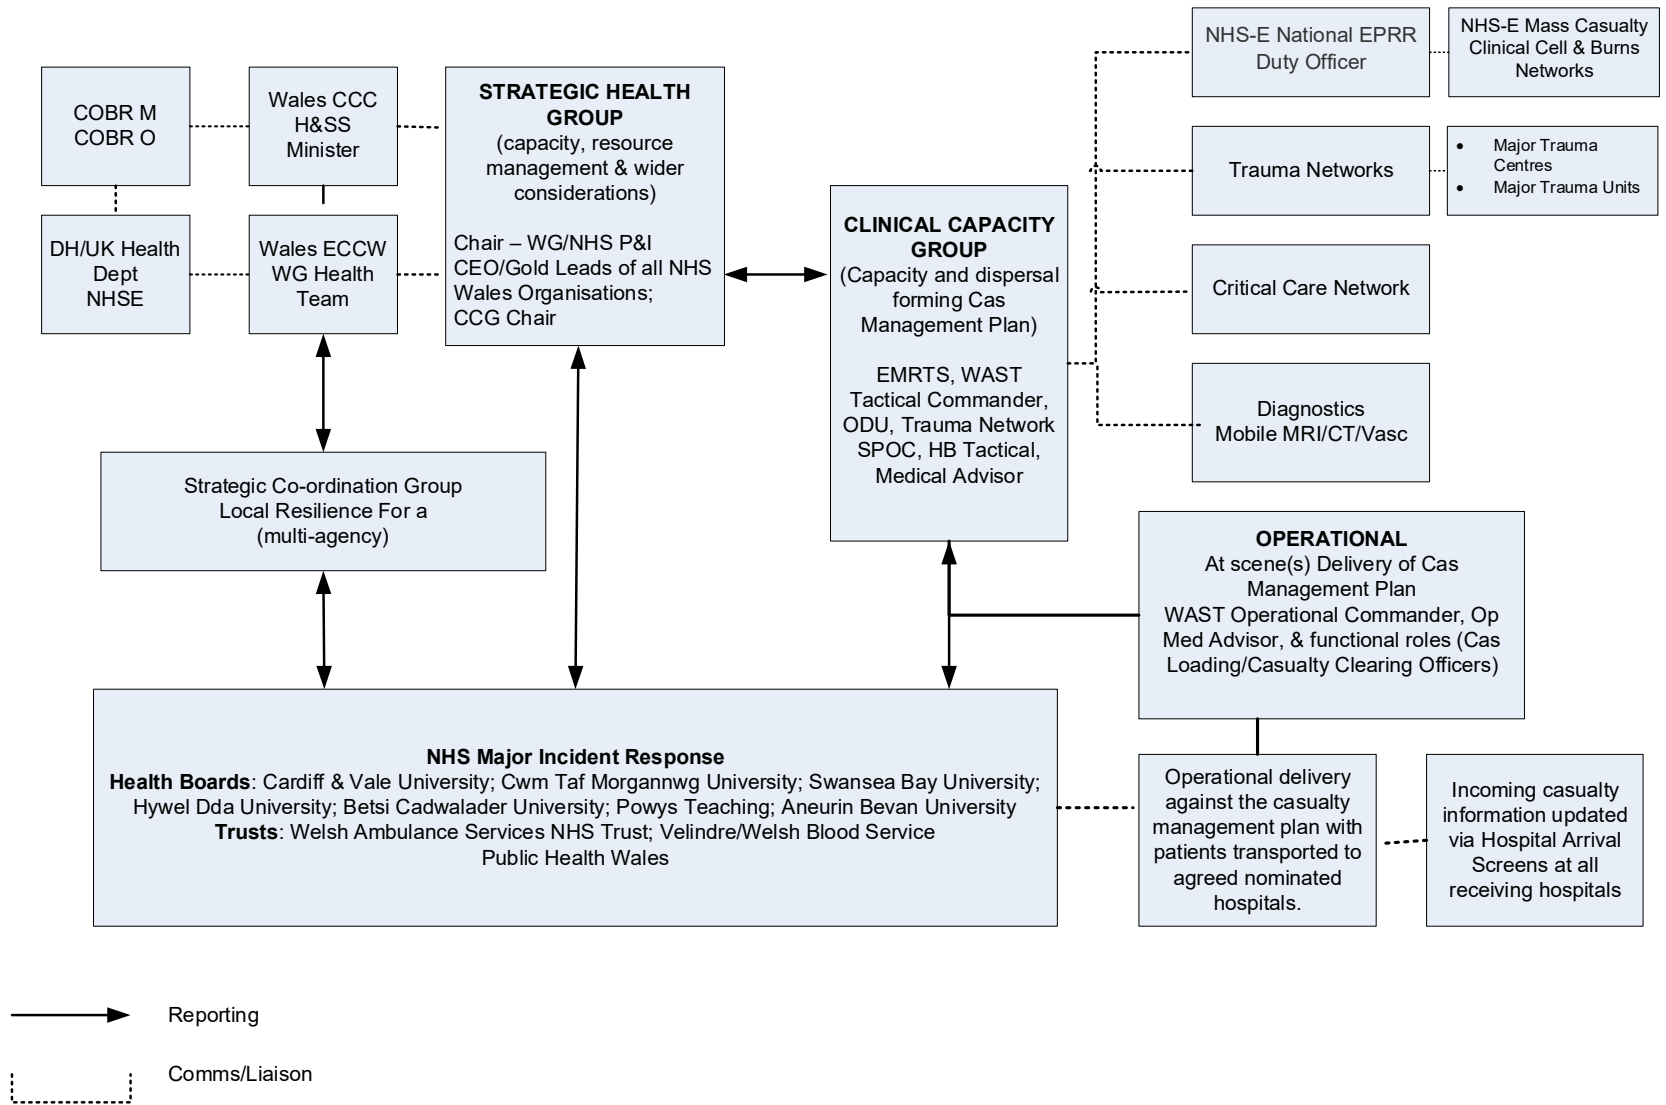 COBR M
COBR O
Wales CCC
H&SS
Minister
DH/UK Health
Dept
NHSE
Wales ECCW
WG Health
Team
STRATEGIC HEALTH
GROUP
(capacity, resource
management & wider
considerations)
Chair – WG/NHS P&I
CEO/Gold Leads of all NHS
Wales Organisations;
CCG Chair
CLINICAL CAPACITY
GROUP
(Capacity and dispersal
forming Cas
Management Plan)
EMRTS, WAST
Tactical Commander,
ODU, Trauma Network
SPOC, HB Tactical,
Medical Advisor
NHS-E National EPRR
Duty Officer
NHS-E Mass Casualty
Clinical Cell & Burns
Networks
Trauma Networks
• Major Trauma
Centres
• Major Trauma Units
Critical Care Network
Diagnostics
Mobile MRI/CT/Vasc
Strategic Co-ordination Group
Local Resilience For a
(multi-agency)
OPERATIONAL
At scene(s) Delivery of Cas
Management Plan
WAST Operational Commander, Op
Med Advisor, & functional roles (Cas
Loading/Casualty Clearing Officers)
NHS Major Incident Response
Health Boards: Cardiff & Vale University; Cwm Taf Morgannwg University; Swansea Bay University;
Hywel Dda University; Betsi Cadwalader University; Powys Teaching; Aneurin Bevan University
Trusts: Welsh Ambulance Services NHS Trust; Velindre/Welsh Blood Service
Public Health Wales
Operational delivery
against the casualty
management plan with
patients transported to
agreed nominated
hospitals.
Incoming casualty
information updated
via Hospital Arrival
Screens at all
receiving hospitals
Reporting
Comms/Liaison